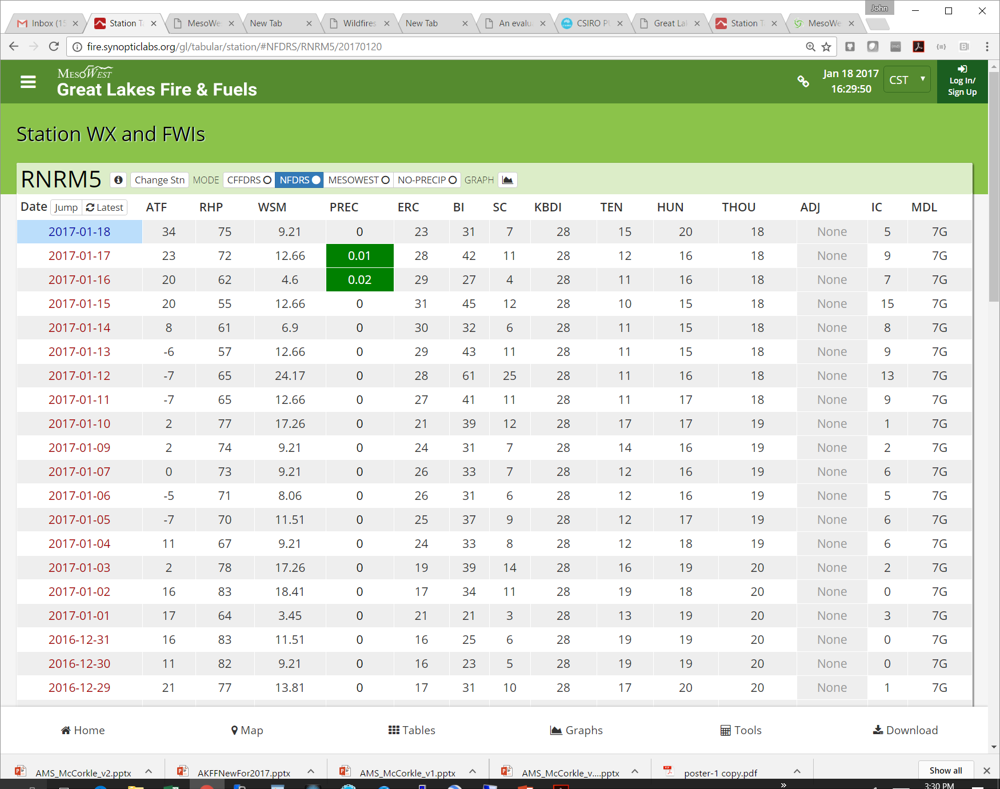 John
Inbox (15
Station Ta
MesoWe
New Tab
Wildfires
New Tab
An evalu
CSIRO PU
Great Lak
Station T
MesoWe
fire.synopticlabs.org/gl/tabular/station/#NFDRS/RNRM5/20170120
MESOWEST
Great Lakes Fire & Fuels
Jan 18 2017
16:29:50
CST
Log In/
Sign Up
Station WX and FWIs
RNRM5 Change Stn MODE CFFDRS NFDRS MESOWEST NO-PRECIP GRAPH
Date Jump Latest ATF RHP WSM PREC ERC BI SC KBDI TEN HUN THOU ADJ IC MDL
2017-01-18 34 75 9.21 0 23 31 7 28 15 20 18 None 5 7G
2017-01-17 23 72 12.66 0.01 28 42 11 28 12 16 18 None 9 7G
2017-01-16 20 62 4.6 0.02 29 27 4 28 11 16 18 None 7 7G
2017-01-15 20 55 12.66 0 31 45 12 28 10 15 18 None 15 7G
2017-01-14 8 61 6.9 0 30 32 6 28 11 15 18 None 8 7G
2017-01-13 -6 57 12.66 0 29 43 11 28 11 15 18 None 9 7G
2017-01-12 -7 65 24.17 0 28 61 25 28 11 16 18 None 13 7G
2017-01-11 -7 65 12.66 0 27 41 11 28 11 17 18 None 9 7G
2017-01-10 2 77 17.26 0 21 39 12 28 17 17 19 None 1 7G
2017-01-09 2 74 9.21 0 24 31 7 28 14 16 19 None 2 7G
2017-01-07 0 73 9.21 0 26 33 7 28 12 16 19 None 6 7G
2017-01-06 -5 71 8.06 0 26 31 6 28 12 16 19 None 5 7G
2017-01-05 -7 70 11.51 0 25 37 9 28 12 17 19 None 6 7G
2017-01-04 11 67 9.21 0 24 33 8 28 12 18 19 None 6 7G
2017-01-03 2 78 17.26 0 19 39 14 28 16 19 20 None 2 7G
2017-01-02 16 83 18.41 0 17 34 11 28 19 18 20 None 0 7G
2017-01-01 17 64 3.45 0 21 21 3 28 13 19 20 None 3 7G
2016-12-31 16 83 11.51 0 16 25 6 28 19 19 20 None 0 7G
2016-12-30 11 82 9.21 0 16 23 5 28 19 19 20 None 0 7G
2016-12-29 21 77 13.81 0 17 31 10 28 17 20 20 None 1 7G
Home Map Tables Graphs Tools Download
AMS_McCorkle_v2.pptx AKFFNewFor2017.pptx AMS_McCorkle_v1.pptx AMS_McCorkle_v....pptx poster-1 copy.pdf Show all
3:30 PM